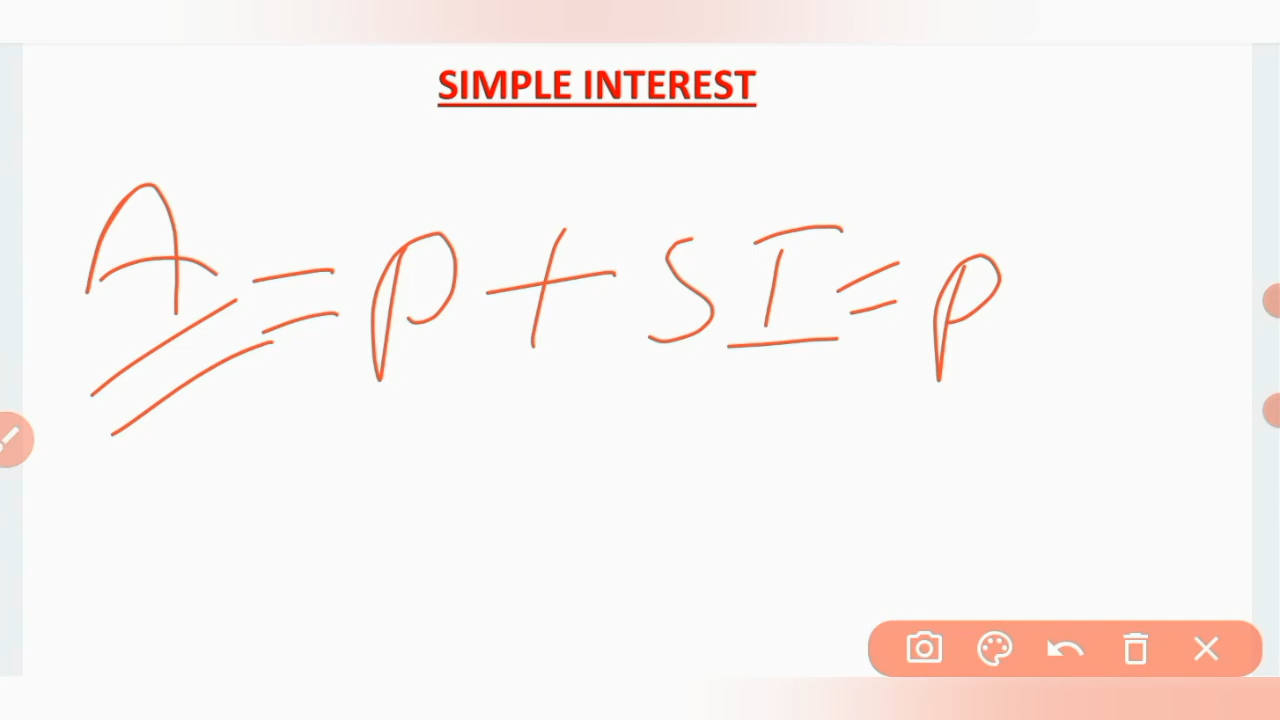 SIMPLE INTEREST
A = P + SI = P